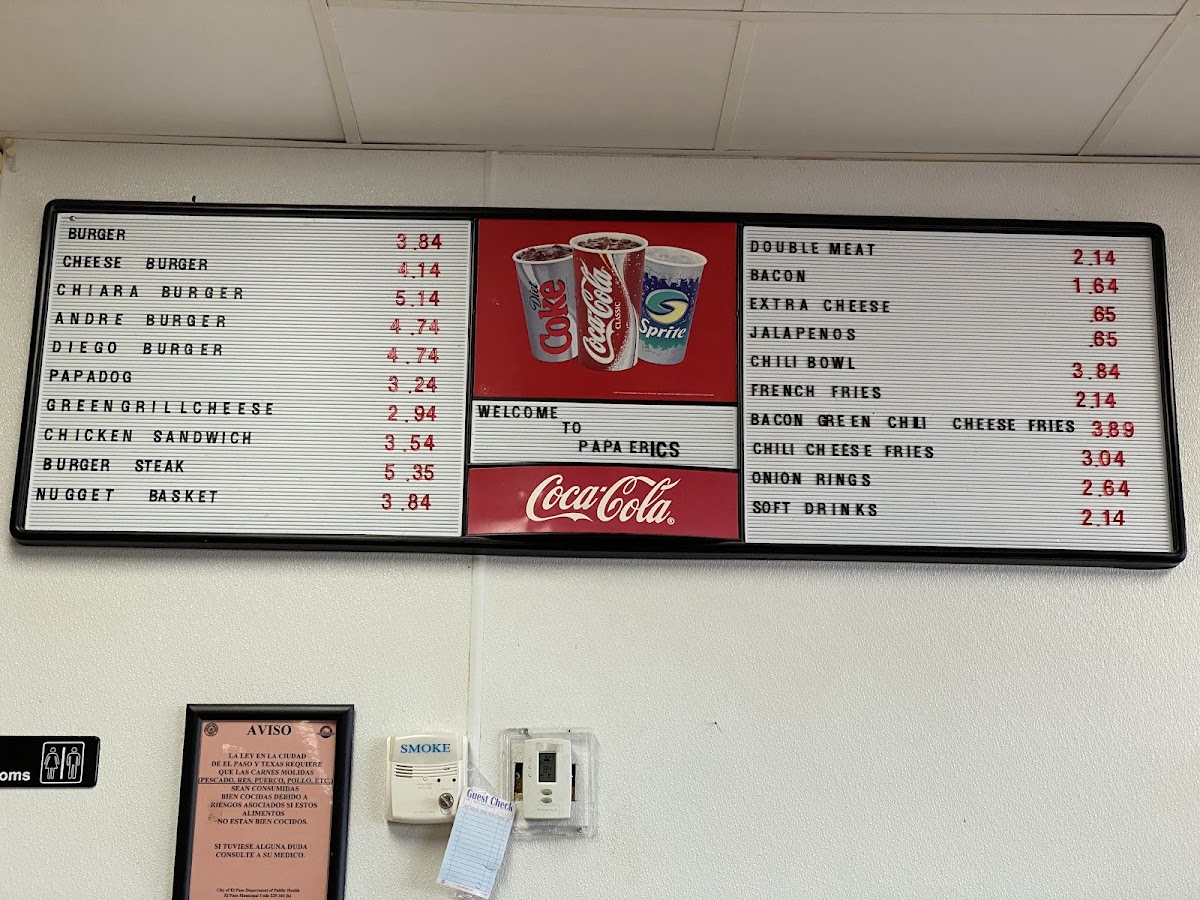 BURGER 3.84
CHEESE BURGER 4.14
CHIARA BURGER 5.14
ANDRE BURGER 4.74
DIEGO BURGER 4.74
PAPADOG 3.24
GREENGRILLCHEESE 2.94
CHICKEN SANDWICH 3.54
BURGER STEAK 5.35
NUGGET BASKET 3.84
Diet Coke
Coca-Cola CLASSIC
Sprite
WELCOME
TO
PAPA ERICS
Coca-Cola®
DOUBLE MEAT 2.14
BACON 1.64
EXTRA CHEESE .65
JALAPENOS .65
CHILI BOWL 3.84
FRENCH FRIES 2.14
BACON GREEN CHILI CHEESE FRIES 3.89
CHILI CHEESE FRIES 3.04
ONION RINGS 2.64
SOFT DRINKS 2.14
oms
AVISO
LA LEY EN LA CIUDAD
DE EL PASO Y TEXAS REQUIERE
QUE LAS CARNES MOLIDAS
(PESCADO, RES, PUERCO, POLLO, ETC.)
SEAN CONSUMIDAS
BIEN COCIDAS DEBIDO A
RIESGOS ASOCIADOS SI ESTOS
ALIMENTOS
NO ESTAN BIEN COCIDOS.
SI TUVIESE ALGUNA DUDA
CONSULTE A SU MEDICO.
City of El Paso Department of Public Health
El Paso Municipal Code
SMOKE
Guest Check